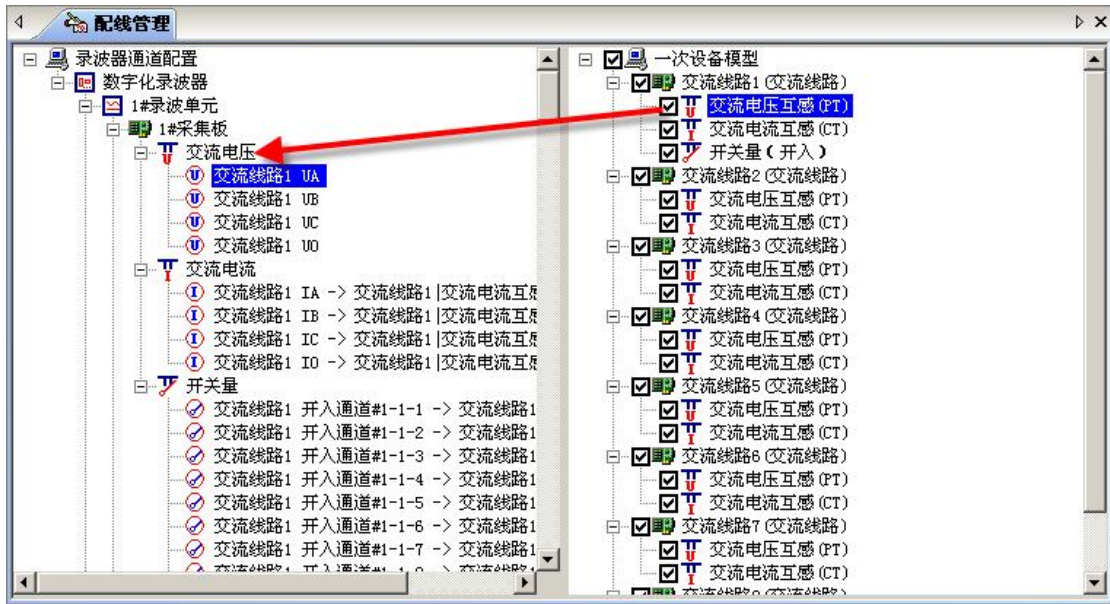 配线管理
录波器通道配置
数字化录波器
1#录波单元
1#采集板
交流电压
交流线路1 UA
交流线路1 UB
交流线路1 UC
交流线路1 UO
交流电流
交流线路1 IA -> 交流线路1|交流电流互感
交流线路1 IB -> 交流线路1|交流电流互感
交流线路1 IC -> 交流线路1|交流电流互感
交流线路1 IO -> 交流线路1|交流电流互感
开关量
交流线路1 开入通道#1-1-1 -> 交流线路1
交流线路1 开入通道#1-1-2 -> 交流线路1
交流线路1 开入通道#1-1-3 -> 交流线路1
交流线路1 开入通道#1-1-4 -> 交流线路1
交流线路1 开入通道#1-1-5 -> 交流线路1
交流线路1 开入通道#1-1-6 -> 交流线路1
交流线路1 开入通道#1-1-7 -> 交流线路1
一次设备模型
交流线路1(交流线路)
交流电压互感(PT)
交流电流互感(CT)
开关量(开入)
交流线路2(交流线路)
交流电压互感(PT)
交流电流互感(CT)
交流线路3(交流线路)
交流电压互感(PT)
交流电流互感(CT)
交流线路4(交流线路)
交流电压互感(PT)
交流电流互感(CT)
交流线路5(交流线路)
交流电压互感(PT)
交流电流互感(CT)
交流线路6(交流线路)
交流电压互感(PT)
交流电流互感(CT)
交流线路7(交流线路)
交流电压互感(PT)
交流电流互感(CT)